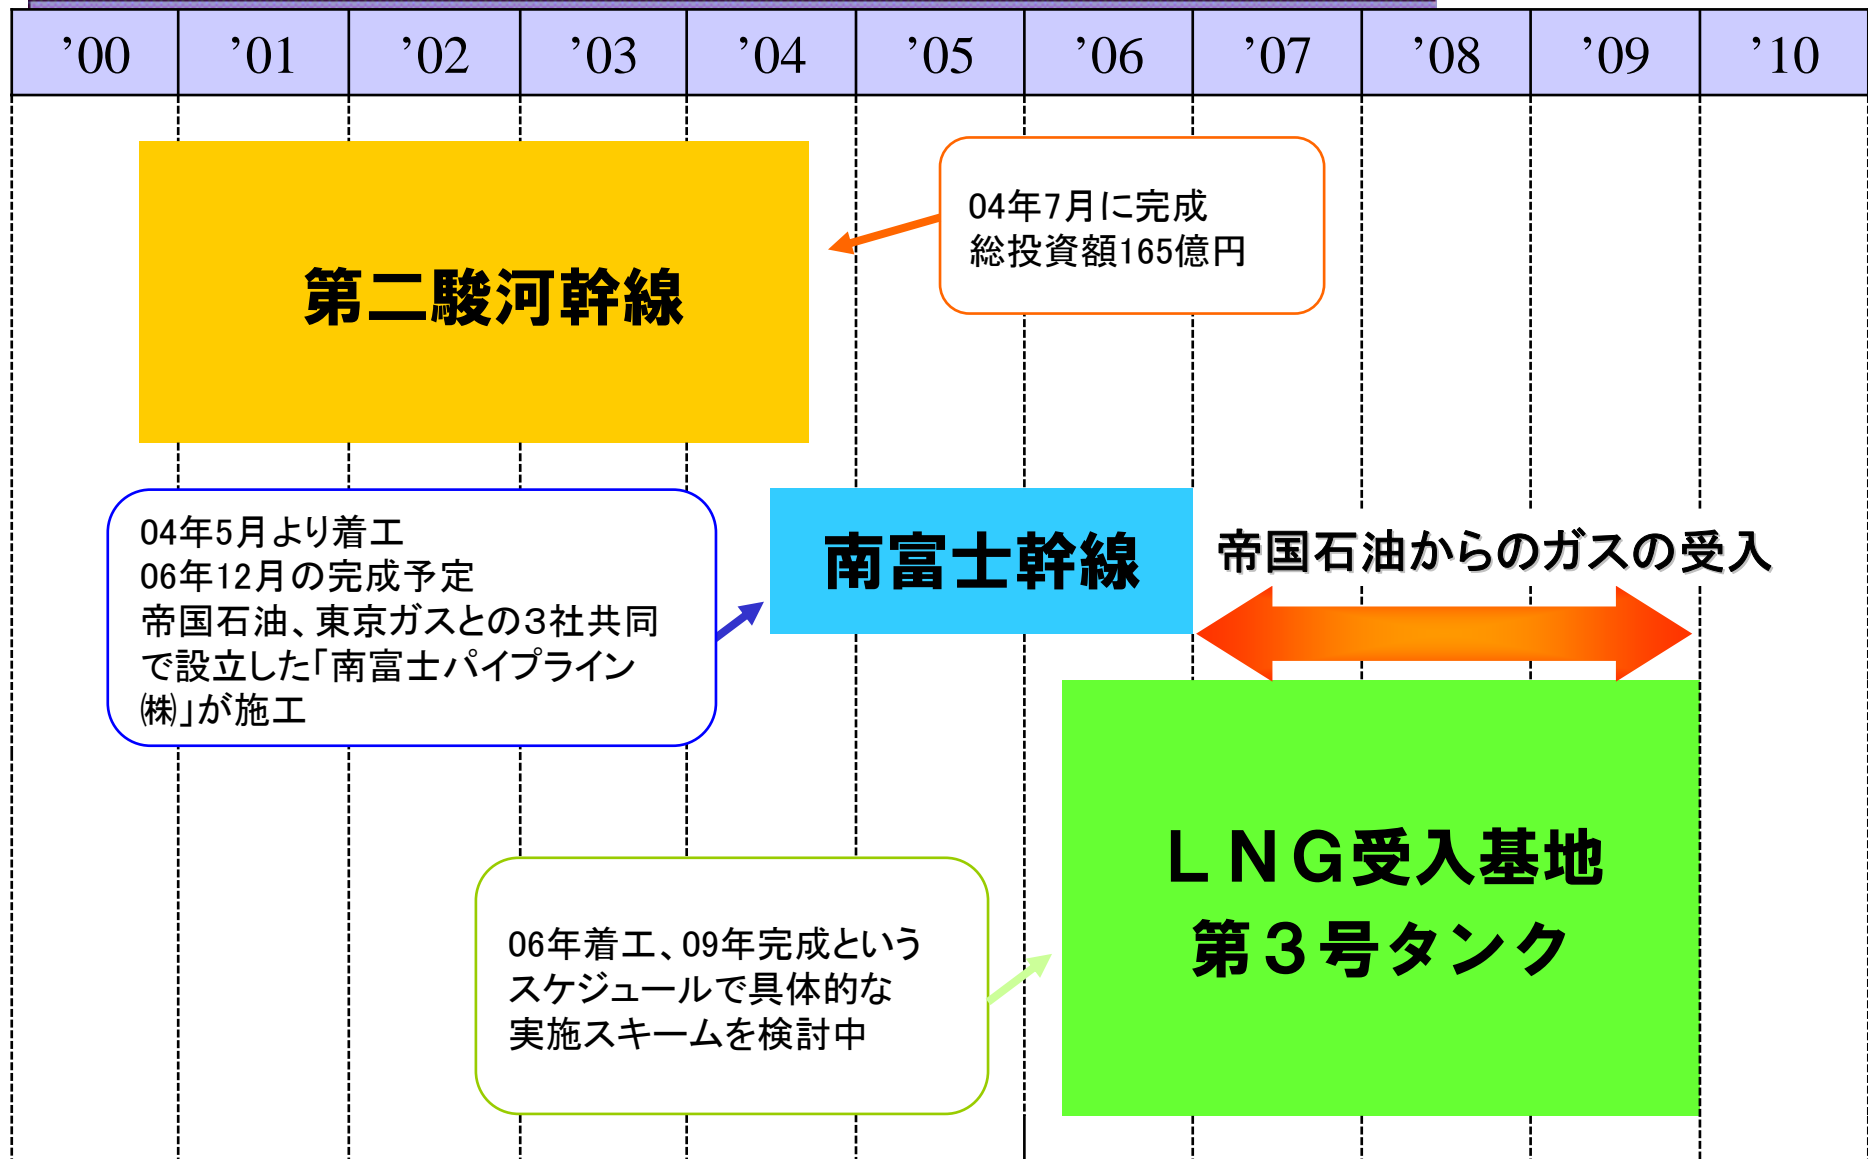 ’00 ’01 ’02 ’03 ’04 ’05 ’06 ’07 ’08 ’09 ’10
第二駿河幹線
04年7月に完成
総投資額165億円
04年5月より着工
06年12月の完成予定
帝国石油、東京ガスとの3社共同
で設立した「南富士パイプライン
㈱」が施工
南富士幹線
帝国石油からのガスの受入
LNG受入基地
第3号タンク
06年着工、09年完成という
スケジュールで具体的な
実施スキームを検討中